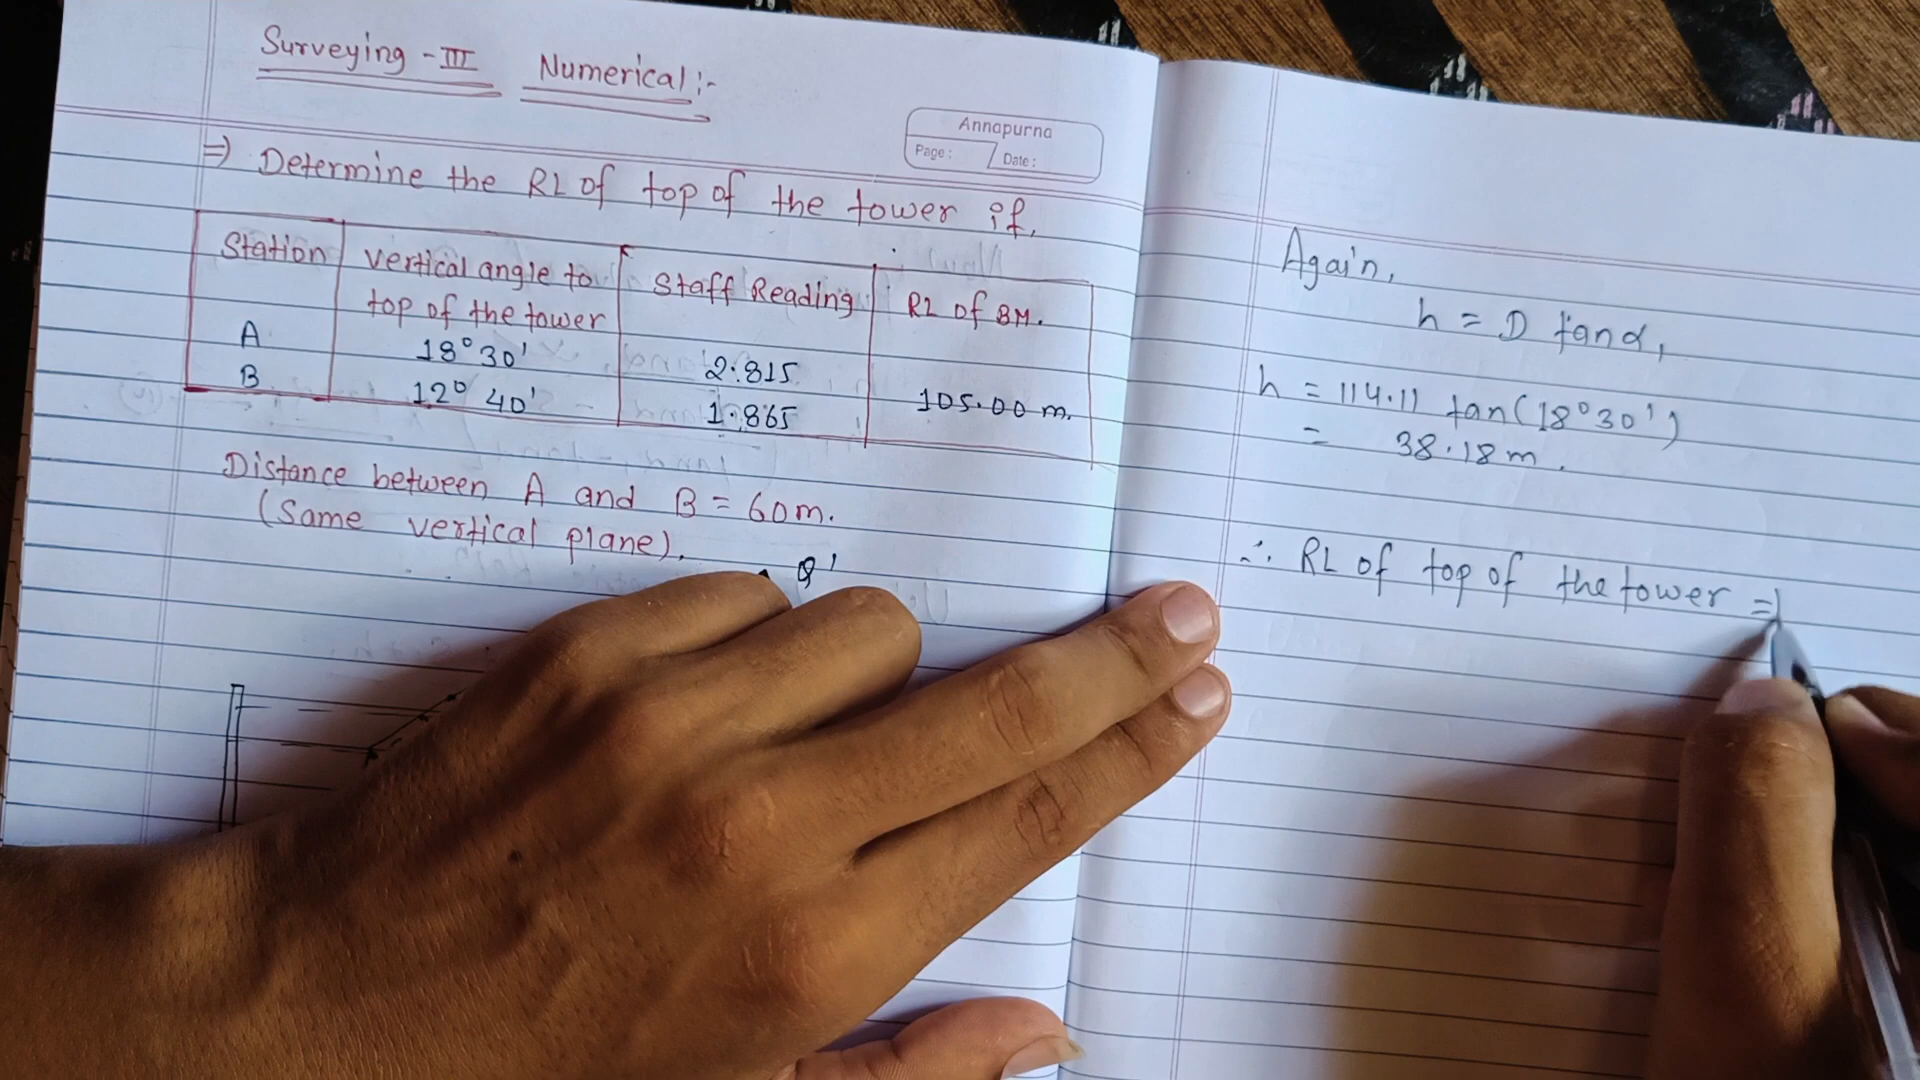 Surveying - III Numerical :-
Annapurna
Page : Date :
⇒ Determine the RL of top of the tower if,
Station
vertical angle to
top of the tower
Staff Reading
RL of BM.
A 18° 30' 2.815
B 12° 40' 1.865
105.00 m.
Distance between A and B = 60m.
(Same vertical plane).
Q'
Again,
h = D tanα,
h = 114.11 tan(18°30')
= 38.18 m.
∴ RL of top of the tower =